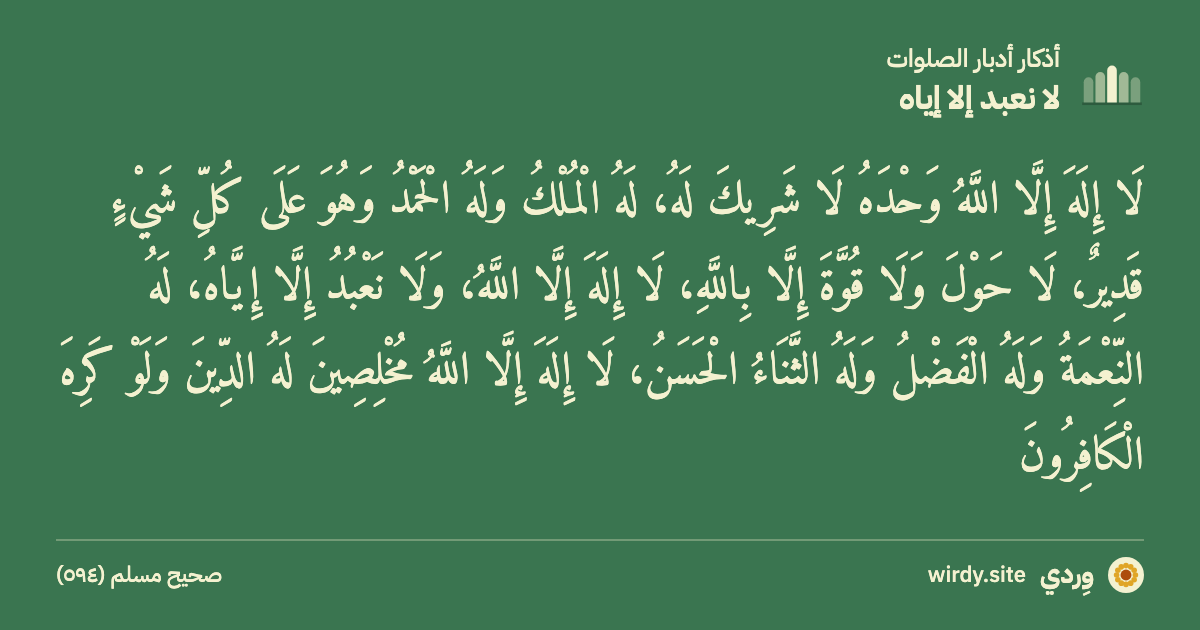 أذكار أدبار الصلوات
لا نعبد إلا إياه
لَا إِلَهَ إِلَّا اللَّهُ وَحْدَهُ لَا شَرِيكَ لَهُ، لَهُ الْمُلْكُ وَلَهُ الْحَمْدُ وَهُوَ عَلَى كُلِّ شَيْءٍ
قَدِيرٌ، لَا حَوْلَ وَلَا قُوَّةَ إِلَّا بِاللَّهِ، لَا إِلَهَ إِلَّا اللَّهُ، وَلَا نَعْبُدُ إِلَّا إِيَّاهُ، لَهُ
النِّعْمَةُ وَلَهُ الْفَضْلُ وَلَهُ الثَّنَاءُ الْحَسَنُ، لَا إِلَهَ إِلَّا اللَّهُ مُخْلِصِينَ لَهُ الدِّينَ وَلَوْ كَرِهَ
الْكَافِرُونَ
وِردي wirdy.site
صحيح مسلم (٥٩٤)